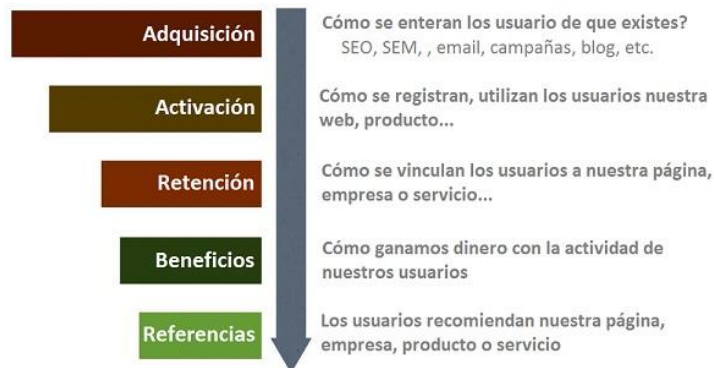 Adquisición
Cómo se enteran los usuario de que existes?
SEO, SEM, , email, campañas, blog, etc.
Activación
Cómo se registran, utilizan los usuarios nuestra
web, producto...
Retención
Cómo se vinculan los usuarios a nuestra página,
empresa o servicio...
Beneficios
Cómo ganamos dinero con la actividad de
nuestros usuarios
Referencias
Los usuarios recomiendan nuestra página,
empresa, producto o servicio